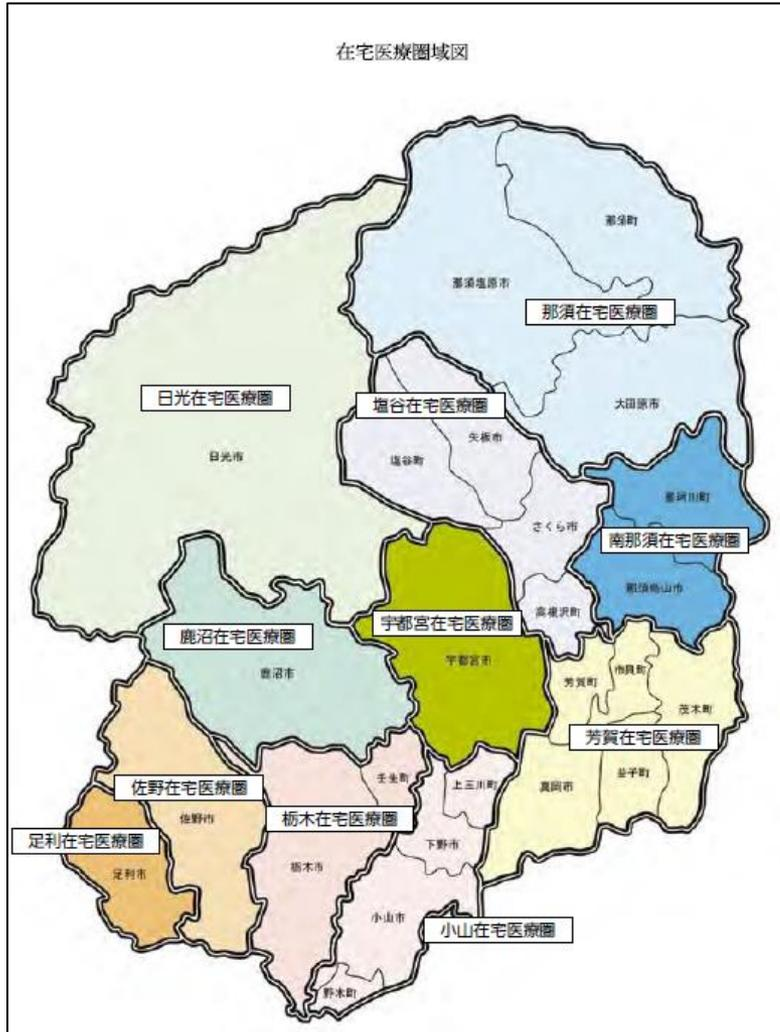 在宅医療圏域図
那須町
那須塩原市
那須在宅医療圏
大田原市
日光在宅医療圏
塩谷在宅医療圏
矢板市
日光市
塩谷町
那珂川町
さくら市
南那須在宅医療圏
那須烏山市
高根沢町
宇都宮在宅医療圏
鹿沼在宅医療圏
宇都宮市
鹿沼市
市貝町
芳賀町
茂木町
芳賀在宅医療圏
壬生町
上三川町
真岡市
益子町
佐野在宅医療圏
佐野市
栃木在宅医療圏
足利在宅医療圏
下野市
栃木市
足利市
小山市
小山在宅医療圏
野木町